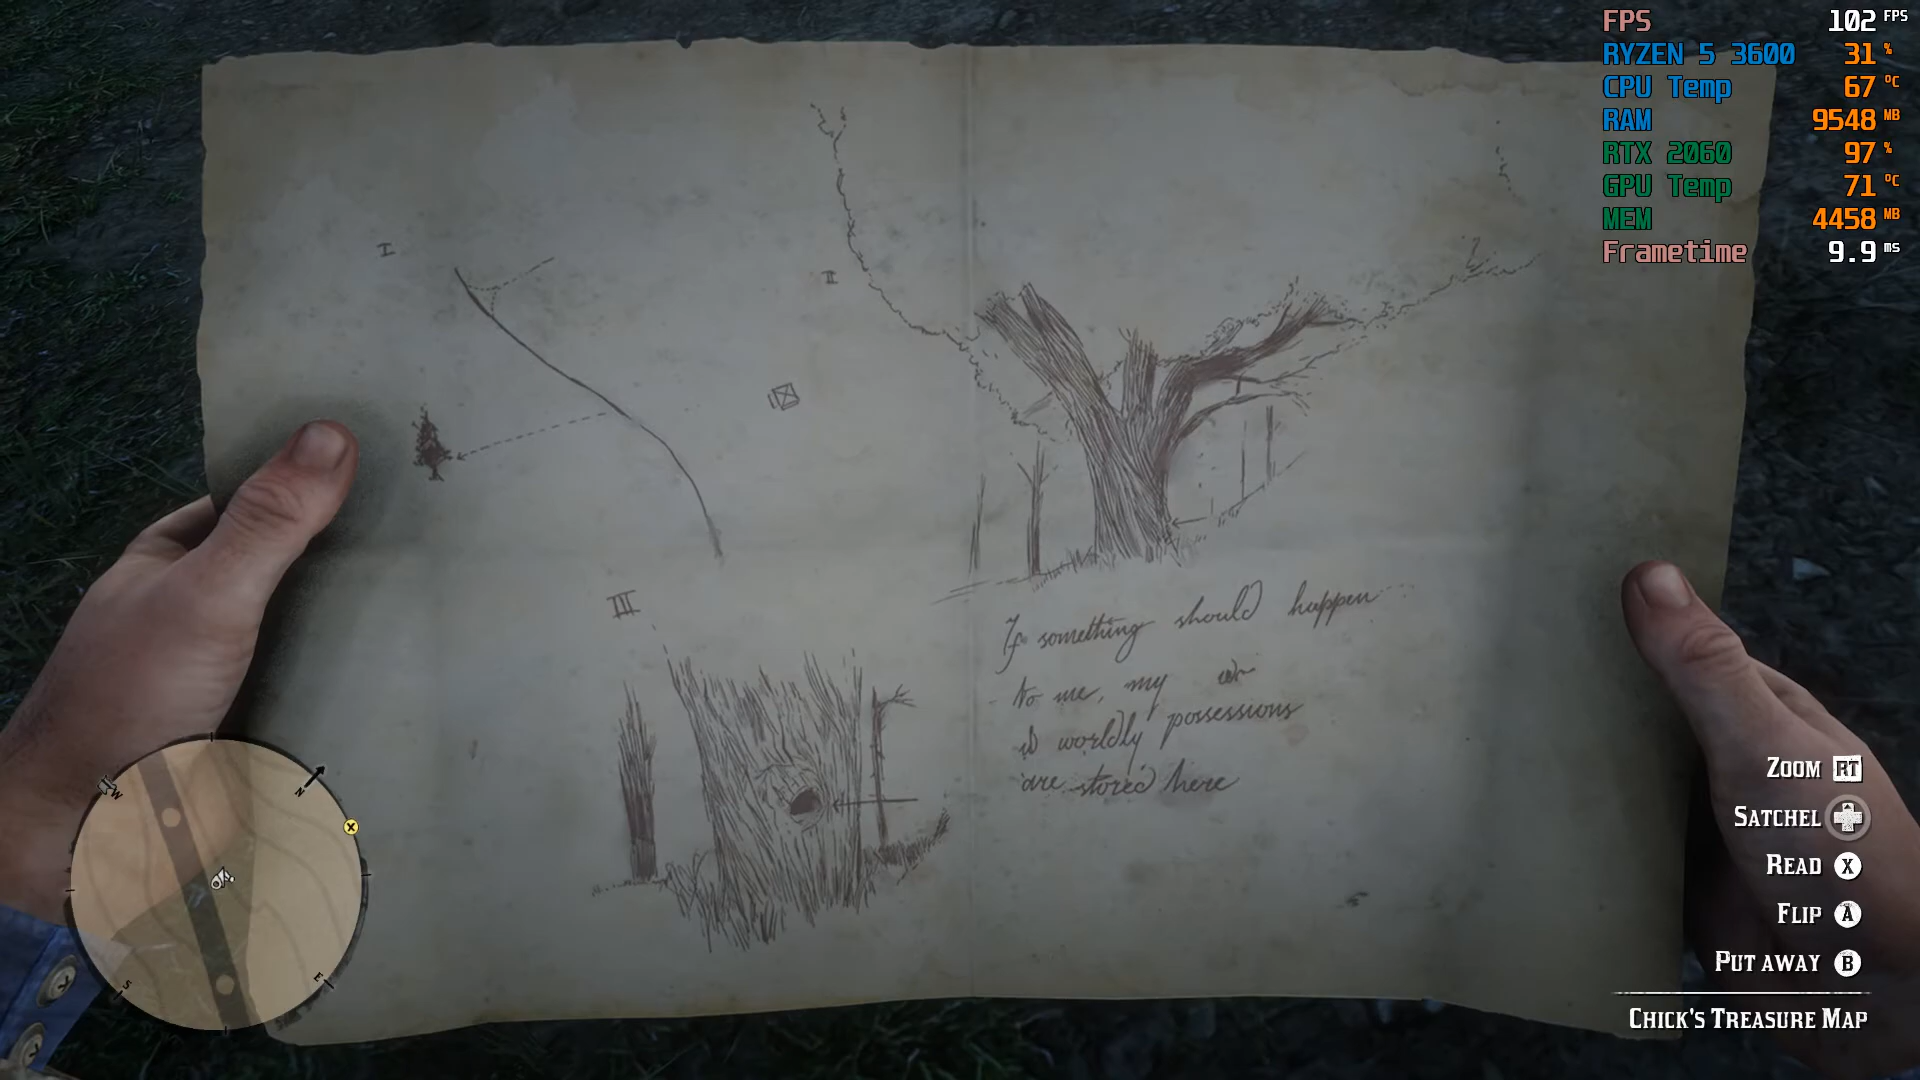 FPS 102 FPS
RYZEN 5 3600 31 %
CPU Temp 67 °C
RAM 9548 MB
RTX 2060 97 %
GPU Temp 71 °C
MEM 4458 MB
Frametime 9.9 ms
I
II
III
If something should happen
to me, my
worldly possessions
are stored here
W
N
S
E
ZOOM RT
SATCHEL
READ X
FLIP A
PUT AWAY B
CHICK'S TREASURE MAP